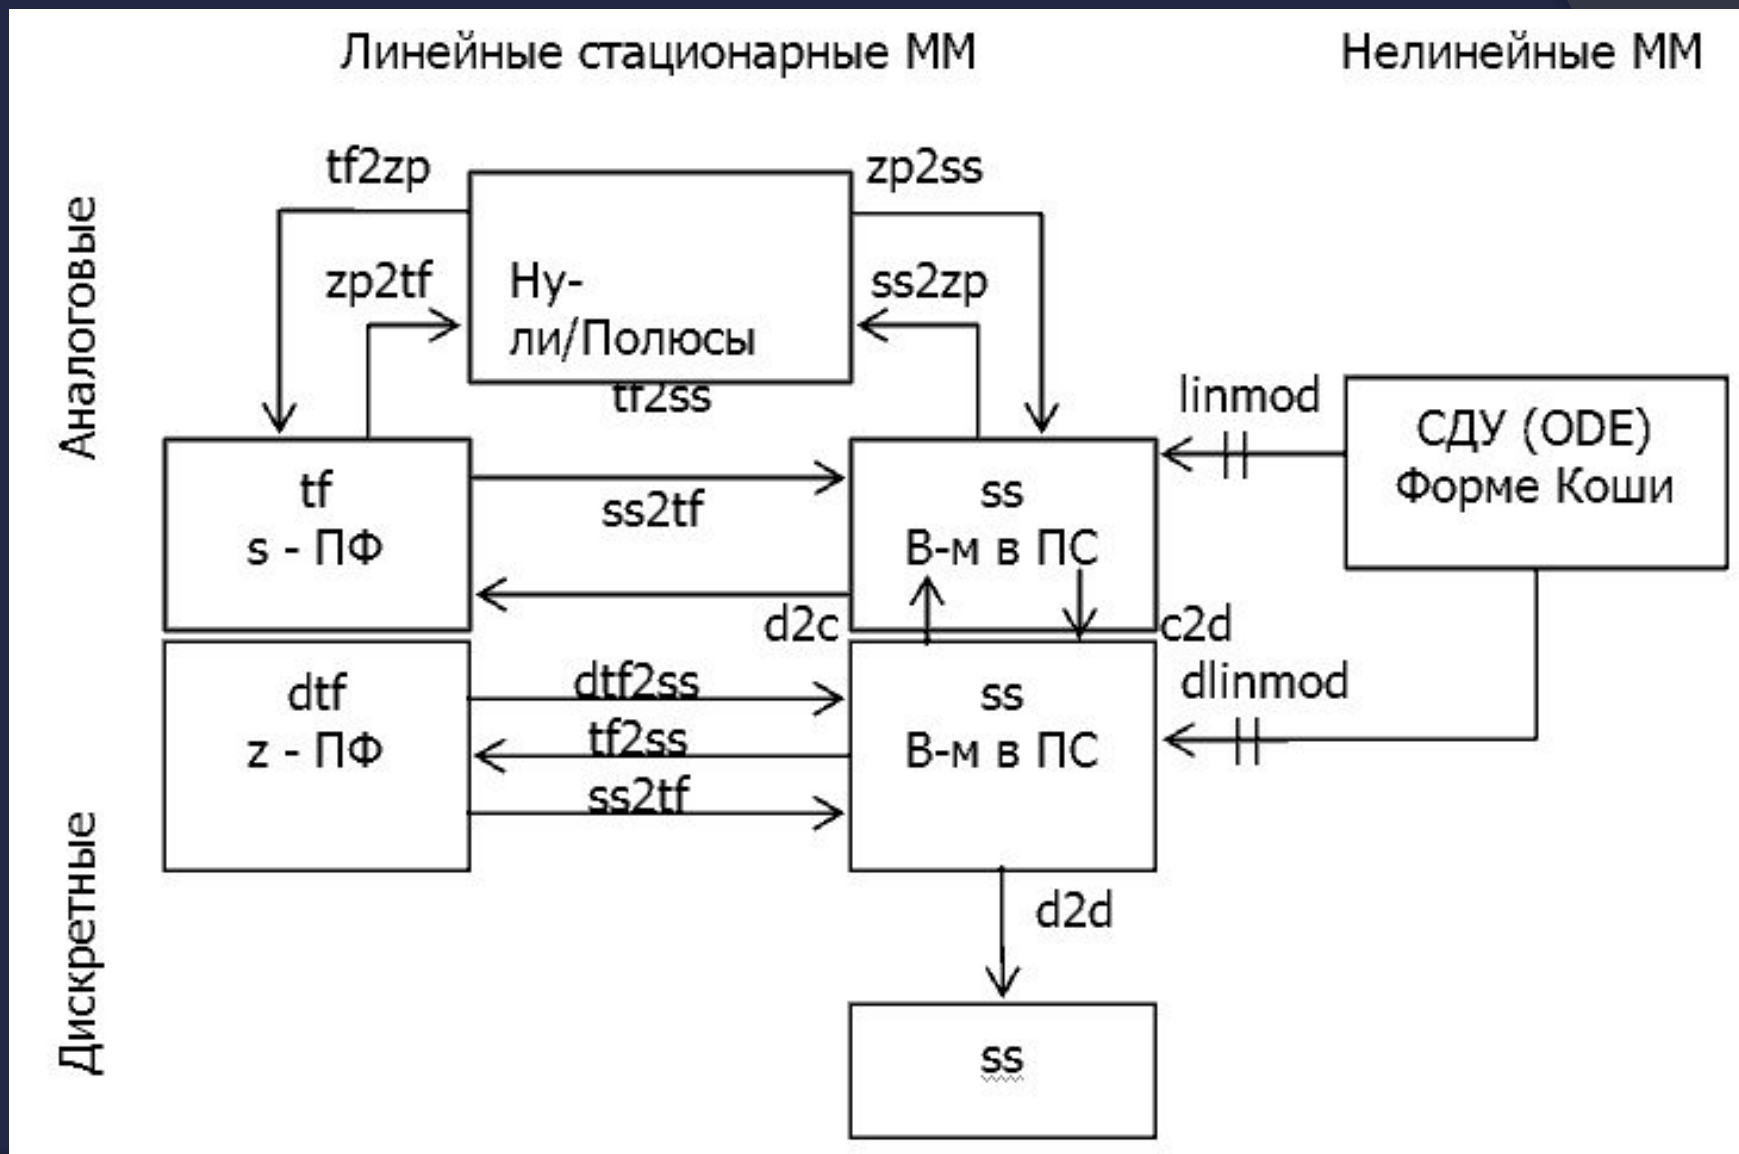 Линейные стационарные ММ
Нелинейные ММ
Аналоговые
tf2zp
zp2ss
zp2tf
Ну-
ли/Полюсы
ss2zp
tf2ss
linmod
СДУ (ODE)
Форме Коши
tf
s - ПФ
ss2tf
ss
В-м в ПС
d2c
c2d
Дискретные
dtf
z - ПФ
dtf2ss
tf2ss
ss2tf
ss
В-м в ПС
dlinmod
d2d
ss